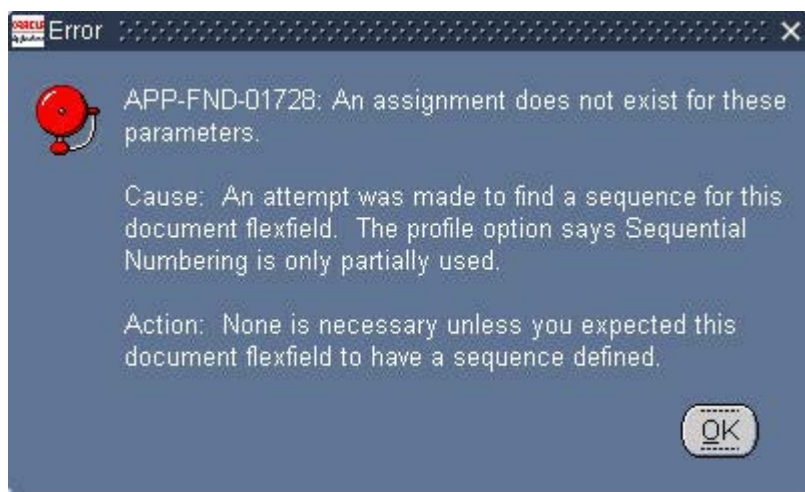 ORACLE
Error
APP-FND-01728: An assignment does not exist for these
parameters.
Cause:  An attempt was made to find a sequence for this
document flexfield.  The profile option says Sequential
Numbering is only partially used.
Action:  None is necessary unless you expected this
document flexfield to have a sequence defined.
OK